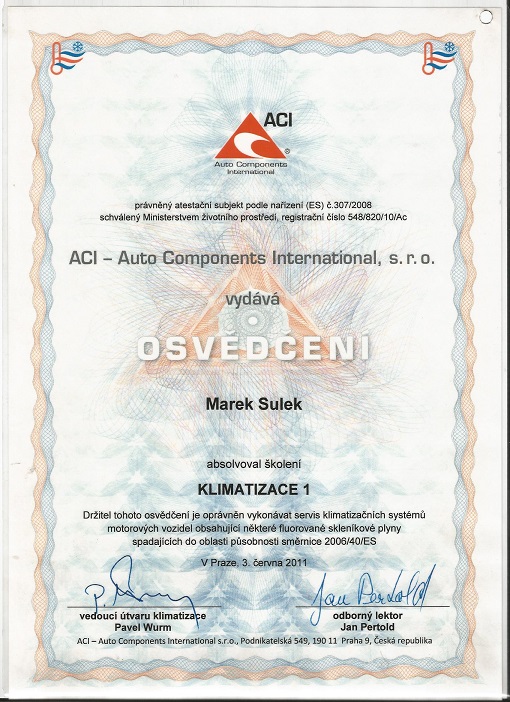 ACI
Auto Components
International
právněný atestační subjekt podle nařízení (ES) č.307/2008
schválený Ministerstvem životního prostředí, registrační číslo 548/820/10/Ac
ACI – Auto Components International, s.r.o.
vydává
OSVĚDČENÍ
Marek Sulek
absolvoval školení
KLIMATIZACE 1
Držitel tohoto osvědčení je oprávněn vykonávat servis klimatizačních systémů
motorových vozidel obsahující některé fluorované skleníkové plyny
spadajících do oblasti působnosti směrnice 2006/40/ES
V Praze, 3. června 2011
Jan Pertold
vedoucí útvaru klimatizace odborný lektor
Pavel Wurm Jan Pertold
ACI – Auto Components International s.r.o., Podnikatelská 549, 190 11 Praha 9, Česká republika